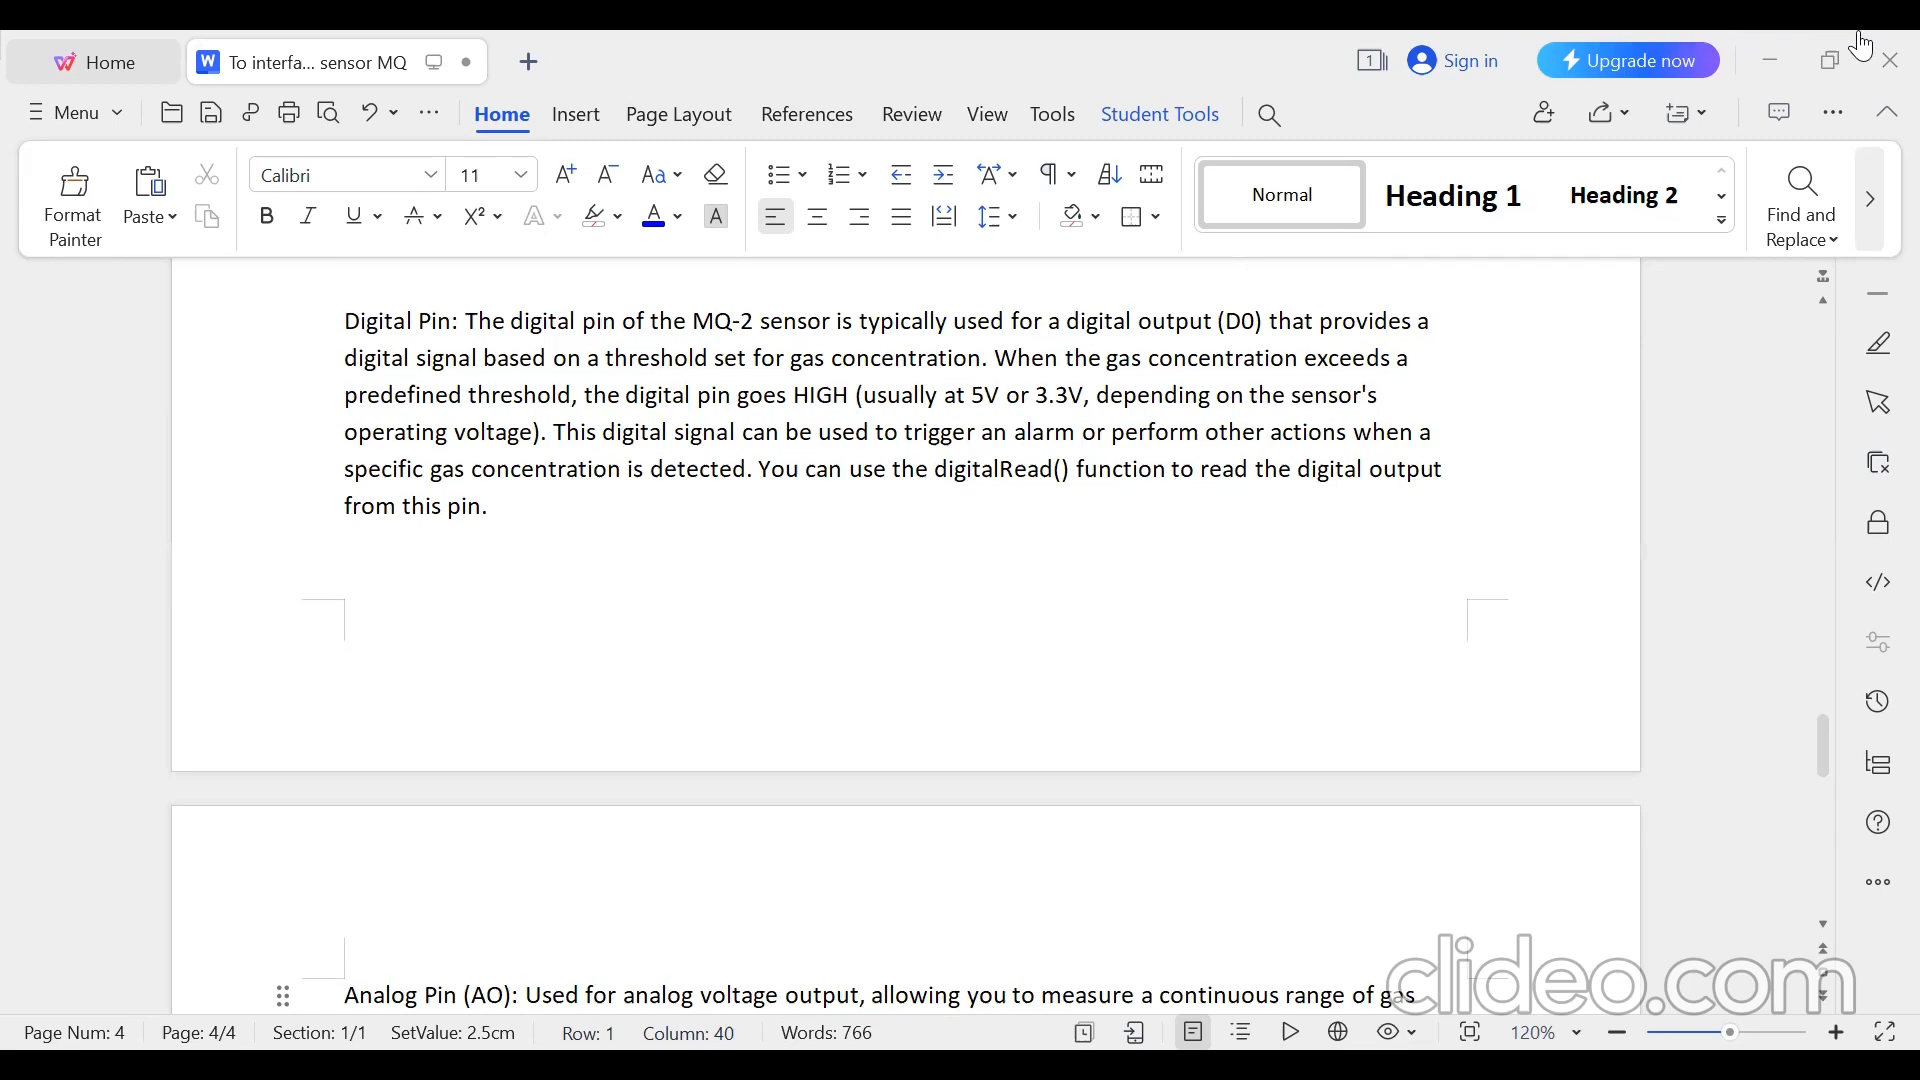 Home
To interfa... sensor MQ
Sign in
Upgrade now
Menu
Home
Insert
Page Layout
References
Review
View
Tools
Student Tools
Format
Painter
Paste
Calibri
11
Normal
Heading 1
Heading 2
Find and
Replace
Digital Pin: The digital pin of the MQ-2 sensor is typically used for a digital output (D0) that provides a
digital signal based on a threshold set for gas concentration. When the gas concentration exceeds a
predefined threshold, the digital pin goes HIGH (usually at 5V or 3.3V, depending on the sensor's
operating voltage). This digital signal can be used to trigger an alarm or perform other actions when a
specific gas concentration is detected. You can use the digitalRead() function to read the digital output
from this pin.
Analog Pin (AO): Used for analog voltage output, allowing you to measure a continuous range of gas
clideo.com
Page Num: 4
Page: 4/4
Section: 1/1
SetValue: 2.5cm
Row: 1
Column: 40
Words: 766
120%